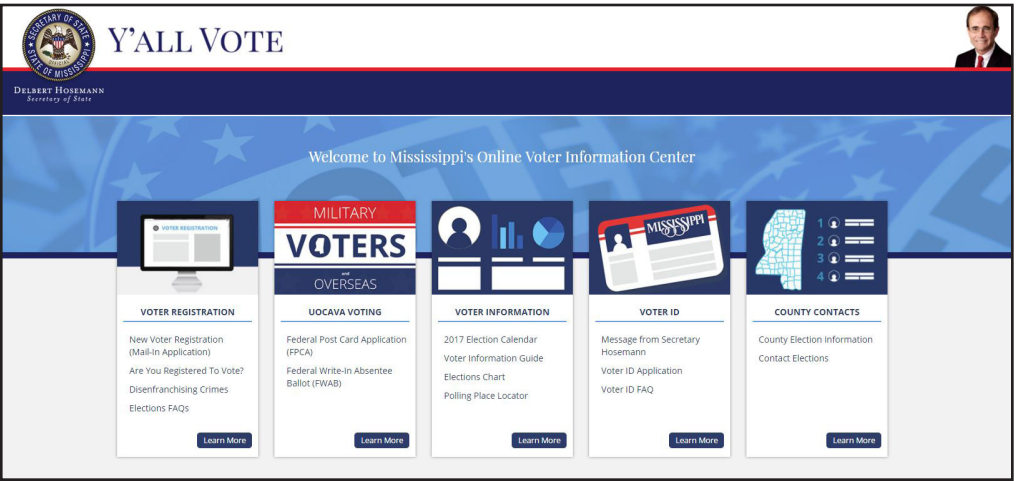 SECRETARY OF STATE
STATE OF MISSISSIPPI
OFFICIAL
Y'ALL VOTE
DELBERT HOSEMANN
Secretary of State
Welcome to Mississippi's Online Voter Information Center
VOTER REGISTRATION
VOTER REGISTRATION
New Voter Registration
(Mail-In Application)
Are You Registered To Vote?
Disenfranchising Crimes
Elections FAQs
Learn More
MILITARY
VOTERS
and
OVERSEAS
UOCAVA VOTING
Federal Post Card Application
(FPCA)
Federal Write-In Absentee
Ballot (FWAB)
Learn More
VOTER INFORMATION
2017 Election Calendar
Voter Information Guide
Elections Chart
Polling Place Locator
Learn More
MISSISSIPPI
VOTER ID
Message from Secretary
Hosemann
Voter ID Application
Voter ID FAQ
Learn More
1
2
3
4
COUNTY CONTACTS
County Election Information
Contact Elections
Learn More